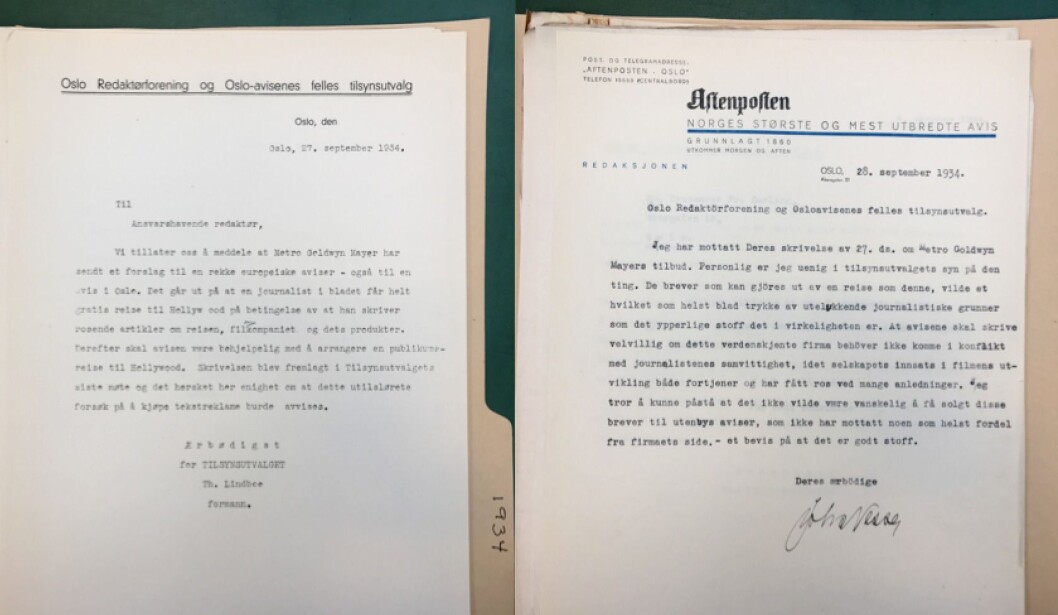 Oslo Redaktørforening og Oslo-avisenes felles tilsynsutvalg
Oslo, den
Oslo, 27. september 1934.
Til
Ansvarshavende redaktør,
Vi tillater oss å meddele at Metro Goldwyn Mayer har
sendt et forslag til en rekke europeiske aviser - også til en
avis i Oslo. Det går ut på at en journalist i bladet får helt
gratis reise til Hollywood på betingelse av at han skriver
rosende artikler om reisen, filmkompaniet og dets produkter.
Derefter skal avisen være behjelpelig med å arrangere en publikums-
reise til Hollywood. Skrivelsen blev fremlagt i Tilsynsutvalgets
siste møte og det hersket her enighet om at dette utilslørete
forsøk på å kjøpe tekstreklame burde avvises.
Ærbødigst
for TILSYNSUTVALGET
Th. Lindboe
formann.
1934
POST. OG TELEGRAMADRESSE.
„AFTENPOSTEN - OSLO"
TELEFON
Aftenposten
NORGES STØRSTE OG MEST UTBREDTE AVIS
GRUNNLAGT 1860
UTKOMMER MORGEN OG AFTEN
REDAKSJONEN
OSLO, 28. september 1934.
Oslo Redaktörforening og Osloavisenes felles tilsynsutvalg.
Jeg har mottatt Deres skrivelse av 27. ds. om Metro Goldwyn
Mayers tilbud. Personlig er jeg uenig i tilsynsutvalgets syn på den
ting. De brever som kan gjöres ut av en reise som denne, vilde et
hvilket som helst blad trykke av utelukkende journalistiske grunner
som det ypperlige stoff det i virkeligheten er. At avisene skal skrive
velvillig om dette verdenskjente firma behöver ikke komme i konflikt
med journalistenes samvittighet, idet selskapets innsats i filmens ut-
vikling både fortjener og har fått ros ved mange anledninger. Jeg
tror å kunne påstå at det ikke vilde være vanskelig å få solgt disse
brever til utenbys aviser, som ikke har mottatt noen som helst fordel
fra firmaets side.- et bevis på at det er godt stoff.
Deres ærbödige